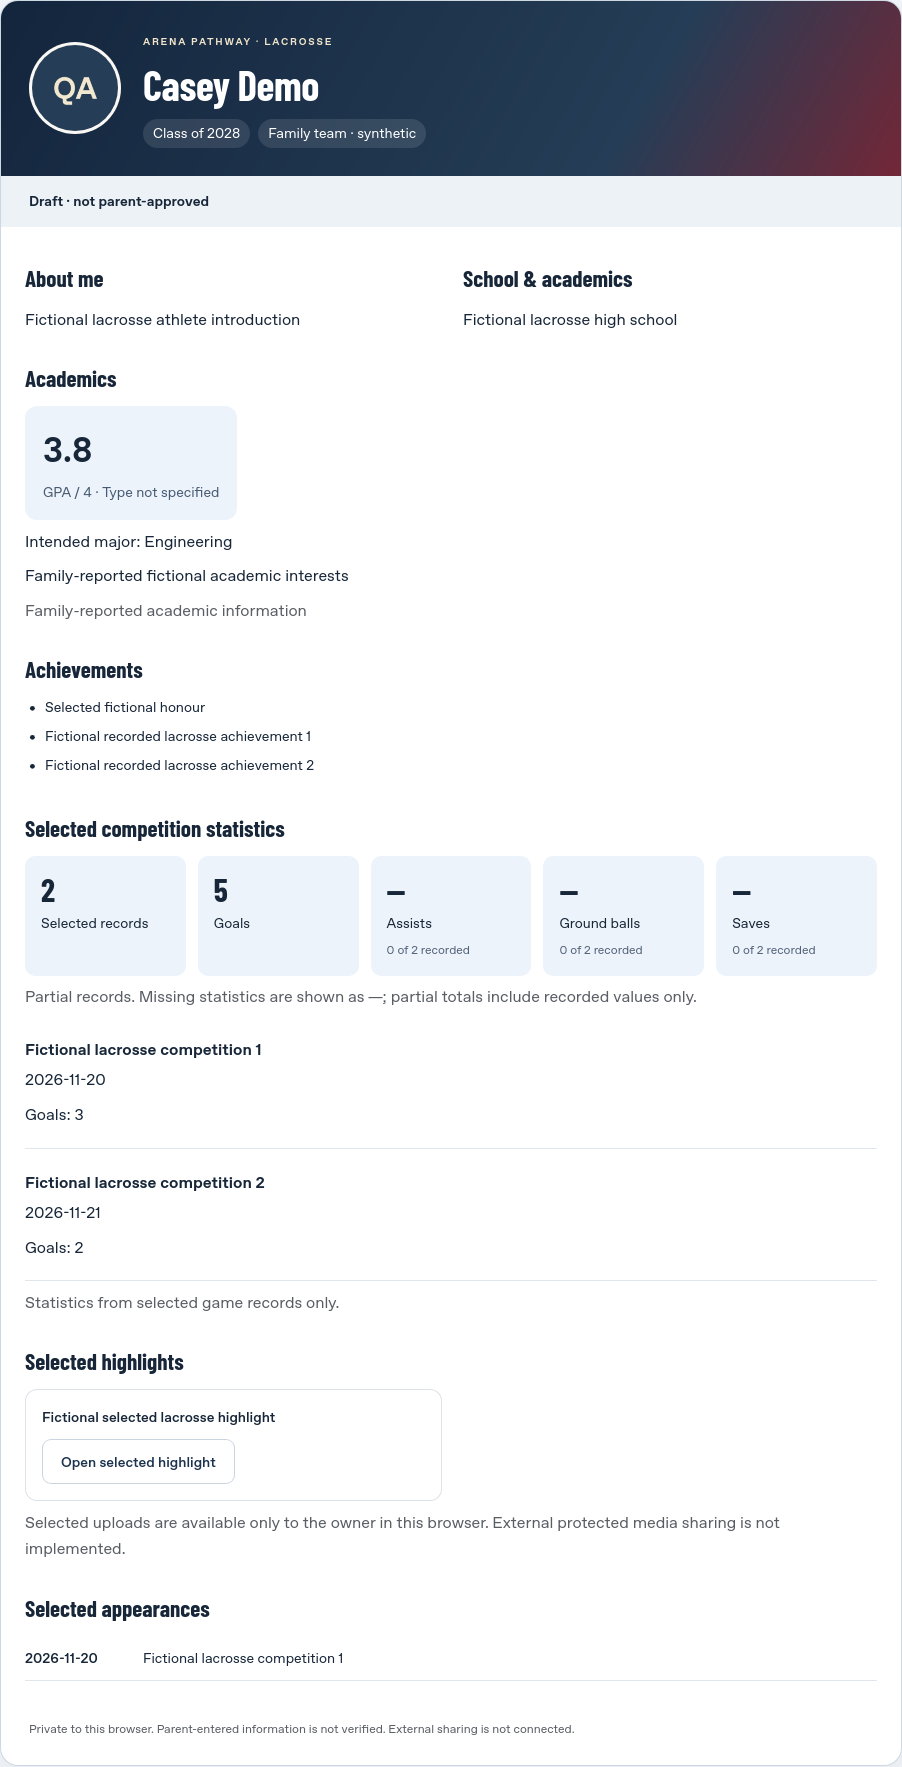 QA
ARENA PATHWAY · LACROSSE
Casey Demo
Class of 2028
Family team · synthetic
Draft · not parent-approved
About me
Fictional lacrosse athlete introduction
School & academics
Fictional lacrosse high school
Academics
3.8
GPA / 4 · Type not specified
Intended major: Engineering
Family-reported fictional academic interests
Family-reported academic information
Achievements
• Selected fictional honour
• Fictional recorded lacrosse achievement 1
• Fictional recorded lacrosse achievement 2
Selected competition statistics
2
Selected records
5
Goals
—
Assists
0 of 2 recorded
—
Ground balls
0 of 2 recorded
—
Saves
0 of 2 recorded
Partial records. Missing statistics are shown as —; partial totals include recorded values only.
Fictional lacrosse competition 1
2026-11-20
Goals: 3
Fictional lacrosse competition 2
2026-11-21
Goals: 2
Statistics from selected game records only.
Selected highlights
Fictional selected lacrosse highlight
Open selected highlight
Selected uploads are available only to the owner in this browser. External protected media sharing is not
implemented.
Selected appearances
2026-11-20 Fictional lacrosse competition 1
Private to this browser. Parent-entered information is not verified. External sharing is not connected.